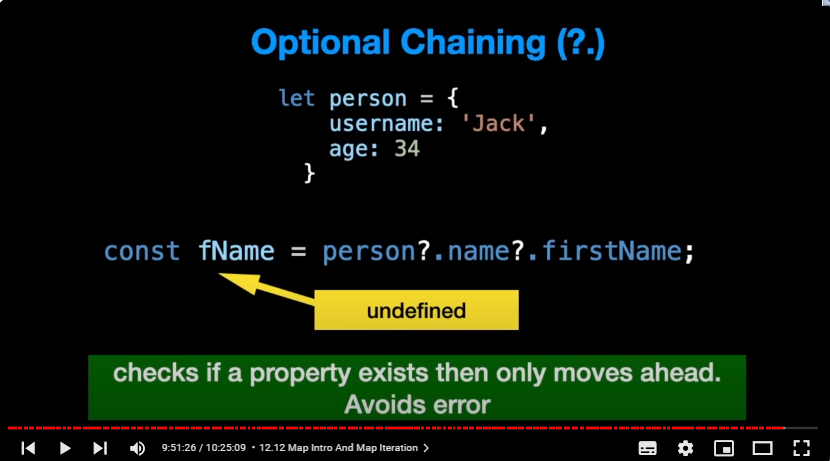 Optional Chaining (?.)
let person = {
username: 'Jack',
age: 34
}
const fName = person?.name?.firstName;
undefined
checks if a property exists then only moves ahead.
Avoids error
9:51:26 / 10:25:09 • 12.12 Map Intro And Map Iteration >